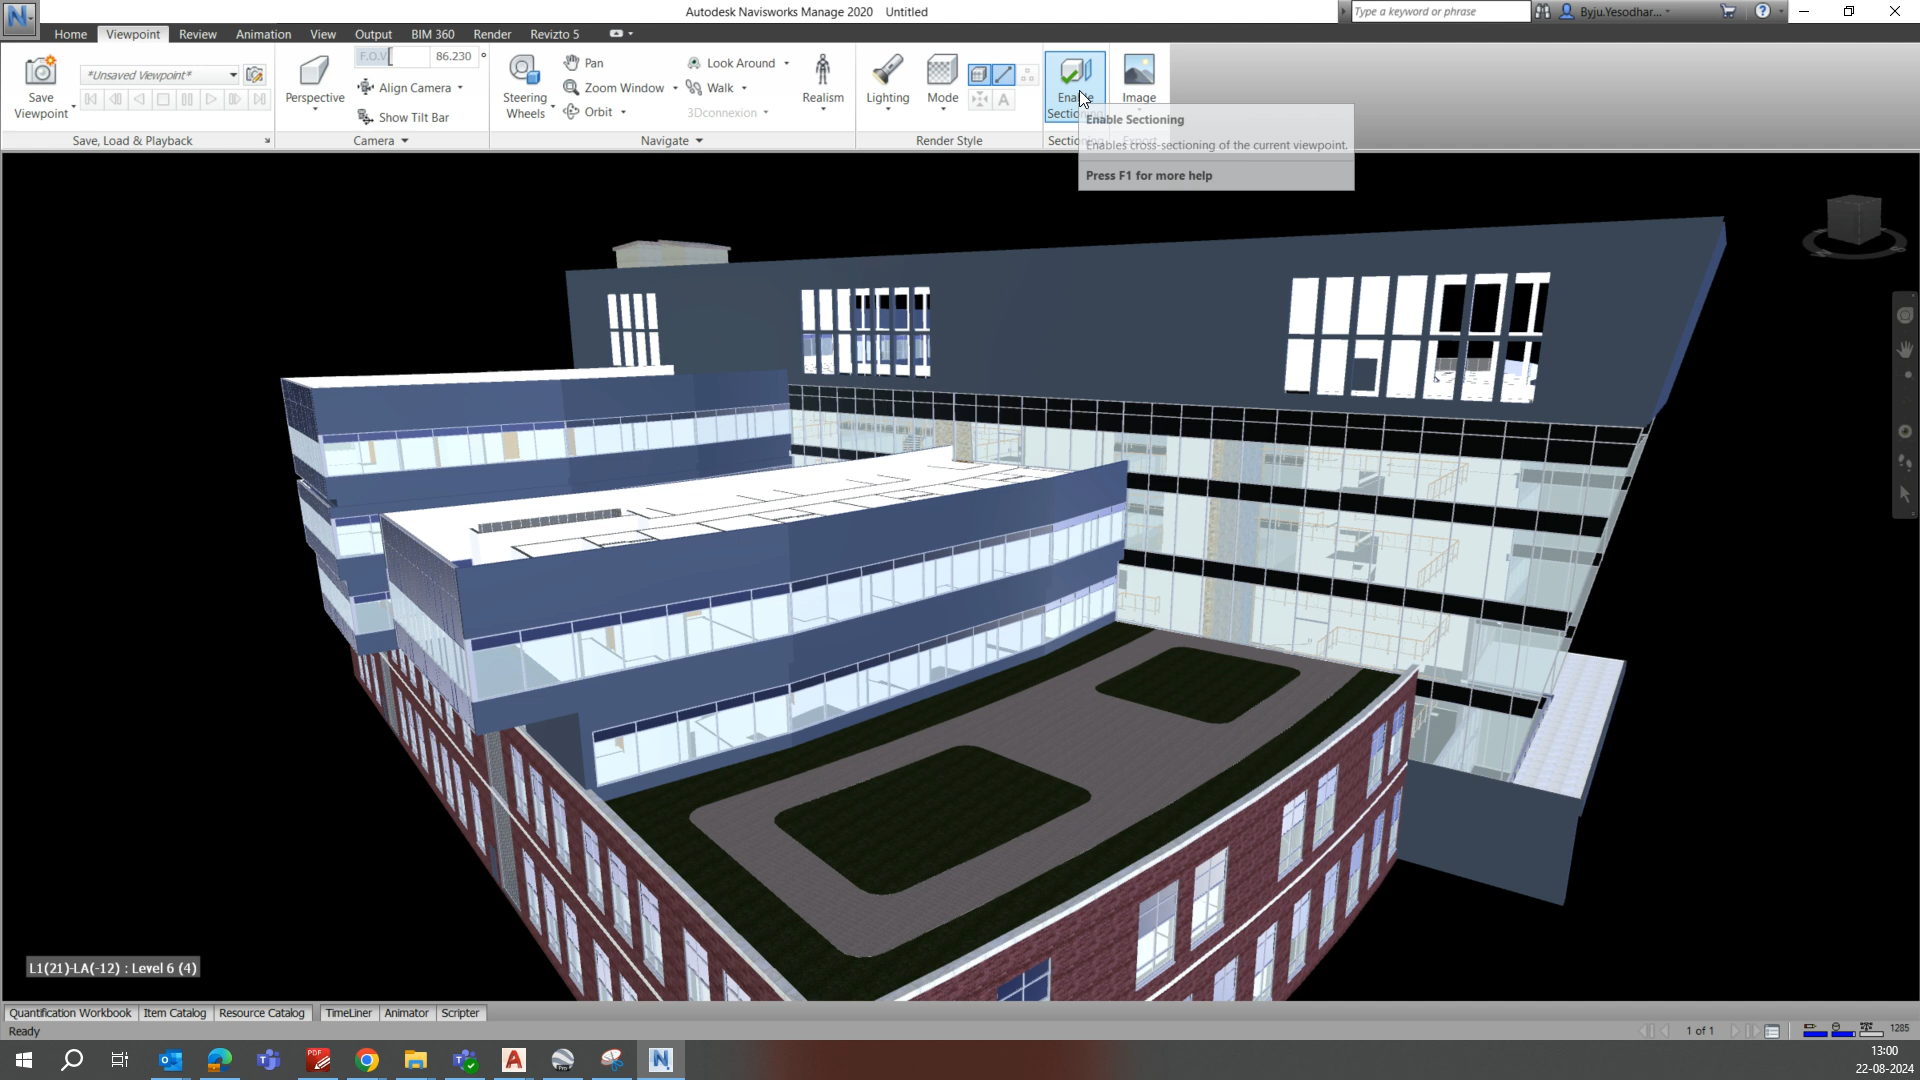 Autodesk Navisworks Manage 2020 Untitled
Type a keyword or phrase
Byju.Yesodhar...
Home Viewpoint Review Animation View Output BIM 360 Render Revizto 5
Save Viewpoint
*Unsaved Viewpoint*
Perspective
F.O.V. 86.230 °
Align Camera
Show Tilt Bar
Steering Wheels
Pan
Zoom Window
Orbit
Look Around
Walk
3Dconnexion
Realism
Lighting
Mode
A
Enable Sectioning
Image
Save, Load & Playback
Camera
Navigate
Render Style
Enable Sectioning
Enables cross-sectioning of the current viewpoint.
Press F1 for more help
L1(21)-LA(-12) : Level 6 (4)
Quantification Workbook Item Catalog Resource Catalog TimeLiner Animator Scripter
Ready
1 of 1
1285
13:00
22-08-2024